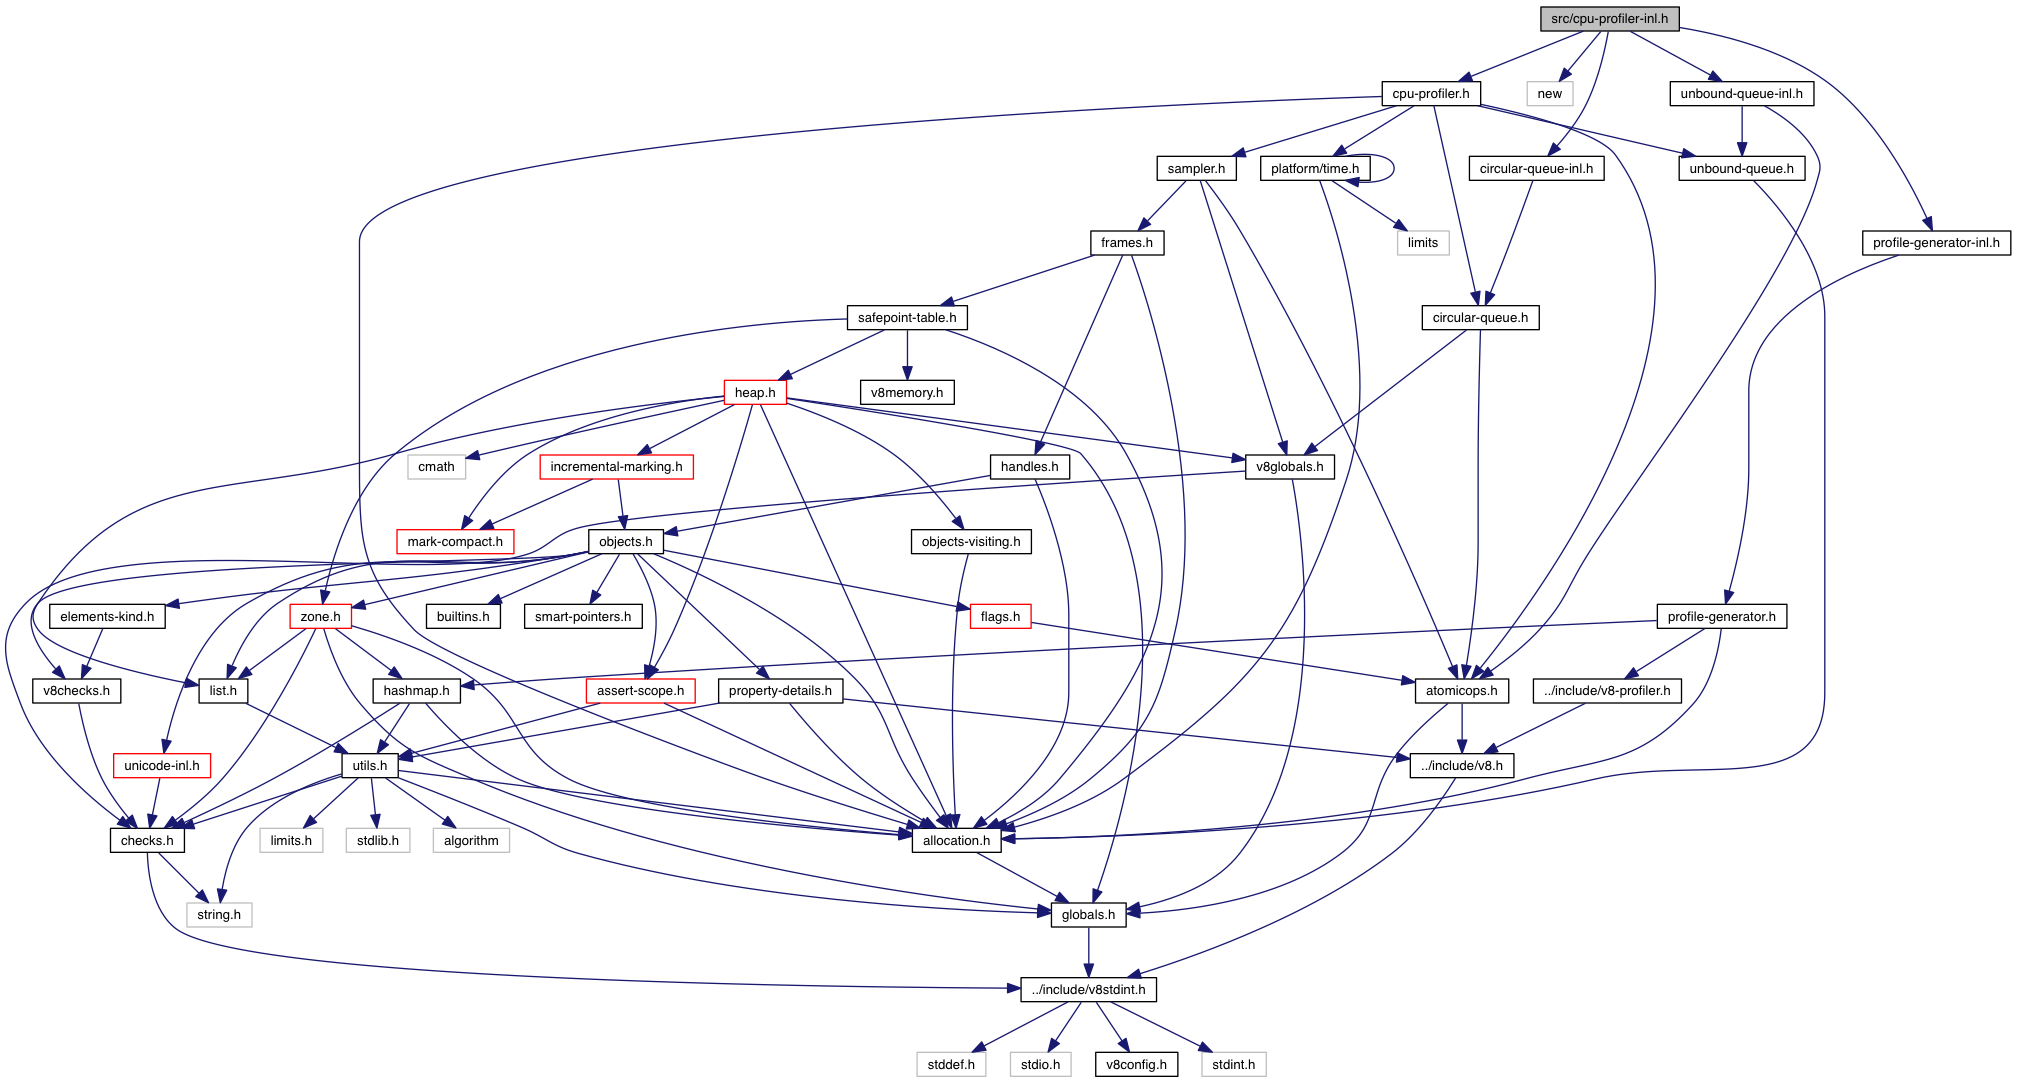 src/cpu-profiler-inl.h
cpu-profiler.h
new
unbound-queue-inl.h
sampler.h
platform/time.h
circular-queue-inl.h
unbound-queue.h
frames.h
limits
profile-generator-inl.h
safepoint-table.h
circular-queue.h
heap.h
v8memory.h
cmath
incremental-marking.h
handles.h
v8globals.h
mark-compact.h
objects.h
objects-visiting.h
elements-kind.h
zone.h
builtins.h
smart-pointers.h
flags.h
profile-generator.h
v8checks.h
list.h
hashmap.h
assert-scope.h
property-details.h
atomicops.h
../include/v8-profiler.h
unicode-inl.h
utils.h
../include/v8.h
checks.h
limits.h
stdlib.h
algorithm
allocation.h
string.h
globals.h
../include/v8stdint.h
stddef.h
stdio.h
v8config.h
stdint.h